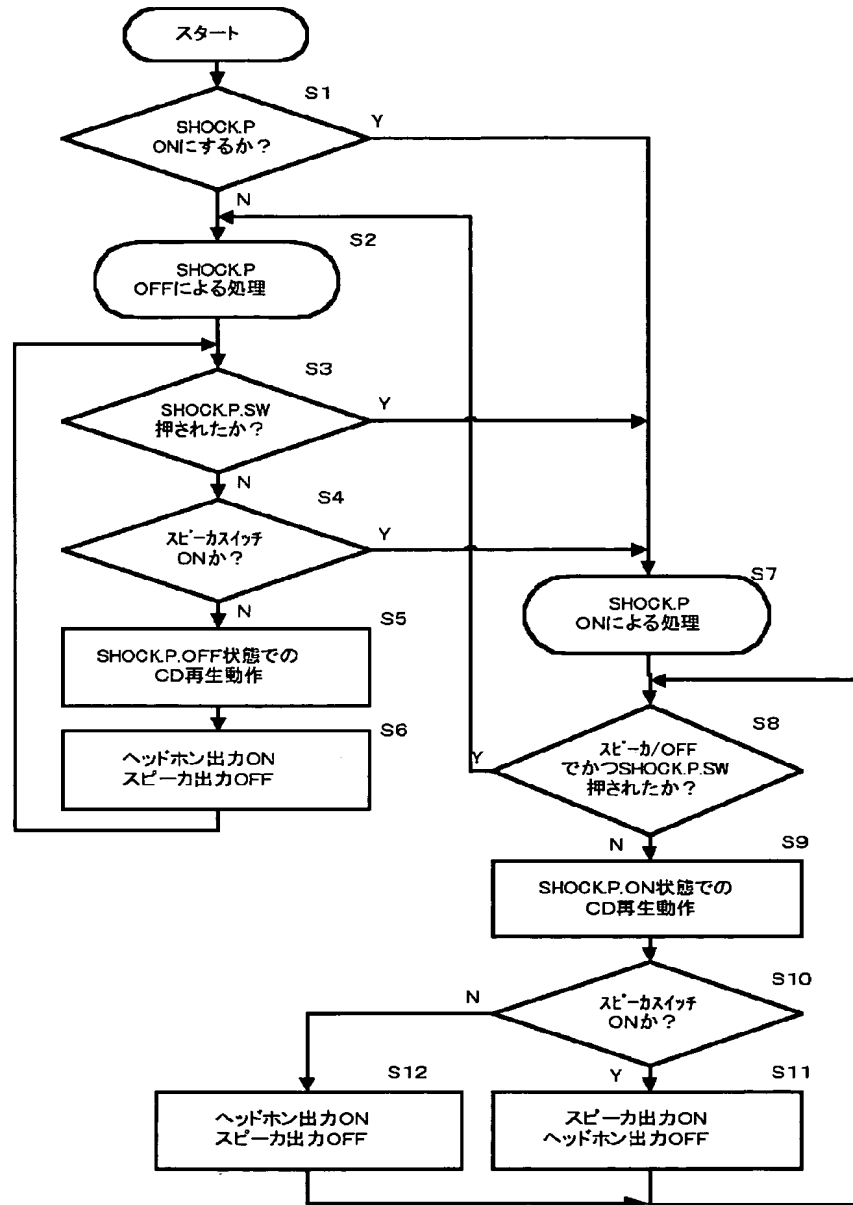 スタート
S1
SHOCK.P
ONにするか？
Y
N
S2
SHOCK.P
OFFによる処理
S3
SHOCK.P.SW
押されたか？
Y
N
S4
スピーカスイッチ
ONか？
Y
N
S5
SHOCK.P.OFF状態での
CD再生動作
S6
ヘッドホン出力ON
スピーカ出力OFF
S7
SHOCK.P
ONによる処理
S8
スピーカ/OFF
でかつSHOCK.P.SW
押されたか？
Y
N
S9
SHOCK.P.ON状態での
CD再生動作
S10
スピーカスイッチ
ONか？
N
Y
S12
ヘッドホン出力ON
スピーカ出力OFF
S11
スピーカ出力ON
ヘッドホン出力OFF